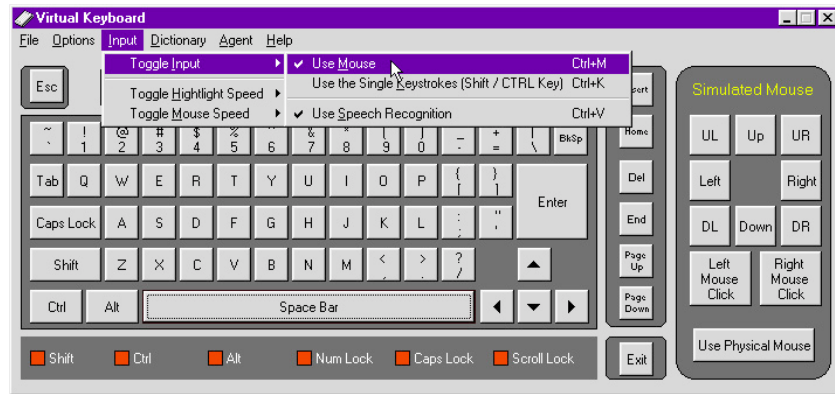 Virtual Keyboard
File Options Input Dictionary Agent Help
Toggle Input
Use Mouse Ctrl+M
Use the Single Keystrokes (Shift / CTRL Key) Ctrl+K
Toggle Hightlight Speed
Toggle Mouse Speed
Use Speech Recognition Ctrl+V
Esc
~ ! @ # $ % & * ( ) _ + |
` 1 2 3 4 5 6 7 8 9 0 - = \ BkSp
Tab Q W E R T Y U I O P { [ } ] Enter
Caps Lock A S D F G H J K L : ; " '
Shift Z X C V B N M < , > . ? /
Ctrl Alt Space Bar
Home
Del
End
Page Up
Page Down
Exit
Shift Ctrl Alt Num Lock Caps Lock Scroll Lock
Simulated Mouse
UL Up UR
Left Right
DL Down DR
Left Mouse Click
Right Mouse Click
Use Physical Mouse